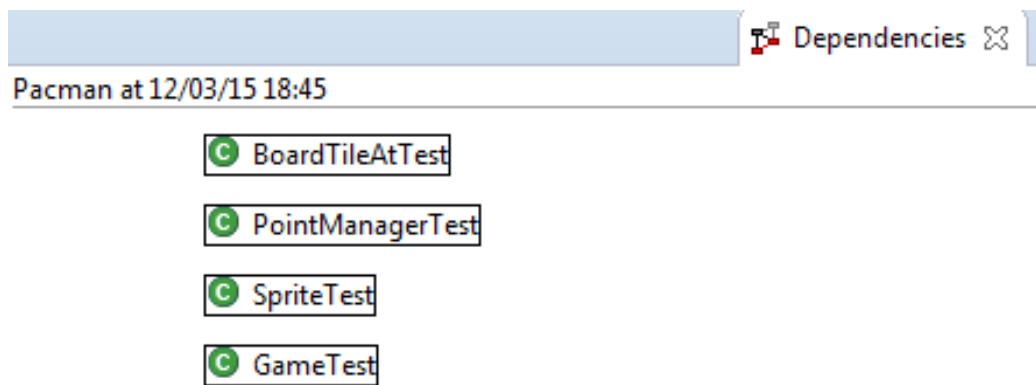 Dependencies
Pacman at 12/03/15 18:45
C BoardTileAtTest
C PointManagerTest
C SpriteTest
C GameTest